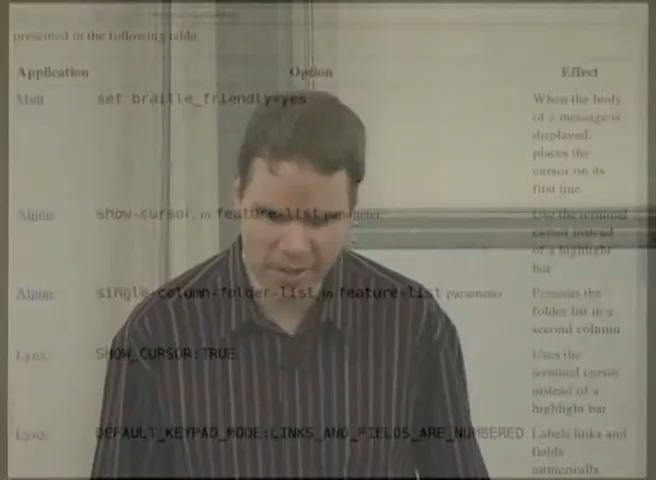 presented in the following table.
Application Option Effect
Mutt set braille_friendly=yes When the body
of a message is
displayed,
places the
cursor on its
first line
Alpine show-cursor, in feature-list parameter Use the terminal
cursor instead
of a highlight
bar
Alpine single-column-folder-list in feature-list parameter Presents the
folder list in a
second column
Lynx SHOW_CURSOR:TRUE Uses the
terminal cursor
instead of a
highlight bar
Lynx DEFAULT_KEYPAD_MODE:LINKS_AND_FIELDS_ARE_NUMBERED Labels links and
fields
numerically